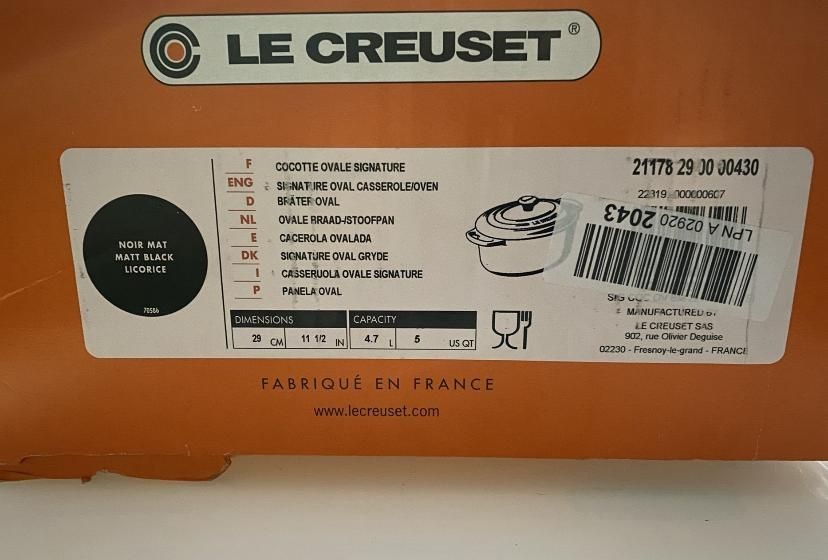 LE CREUSET®
NOIR MAT
MATT BLACK
LICORICE
70586
F COCOTTE OVALE SIGNATURE
ENG SIGNATURE OVAL CASSEROLE/OVEN
D BRÄTER OVAL
NL OVALE BRAAD-/STOOFPAN
E CACEROLA OVALADA
DK SIGNATURE OVAL GRYDE
I CASSERUOLA OVALE SIGNATURE
P PANELA OVAL
DIMENSIONS CAPACITY
29 CM 11 1/2 IN 4.7 L 5 US QT
21178 29 00 00430
22319 000000607
LPN A 02920 2043
MANUFACTURED BY
LE CREUSET SAS
902, rue Olivier Deguise
02230 - Fresnoy-le-grand - FRANCE
FABRIQUÉ EN FRANCE
www.lecreuset.com